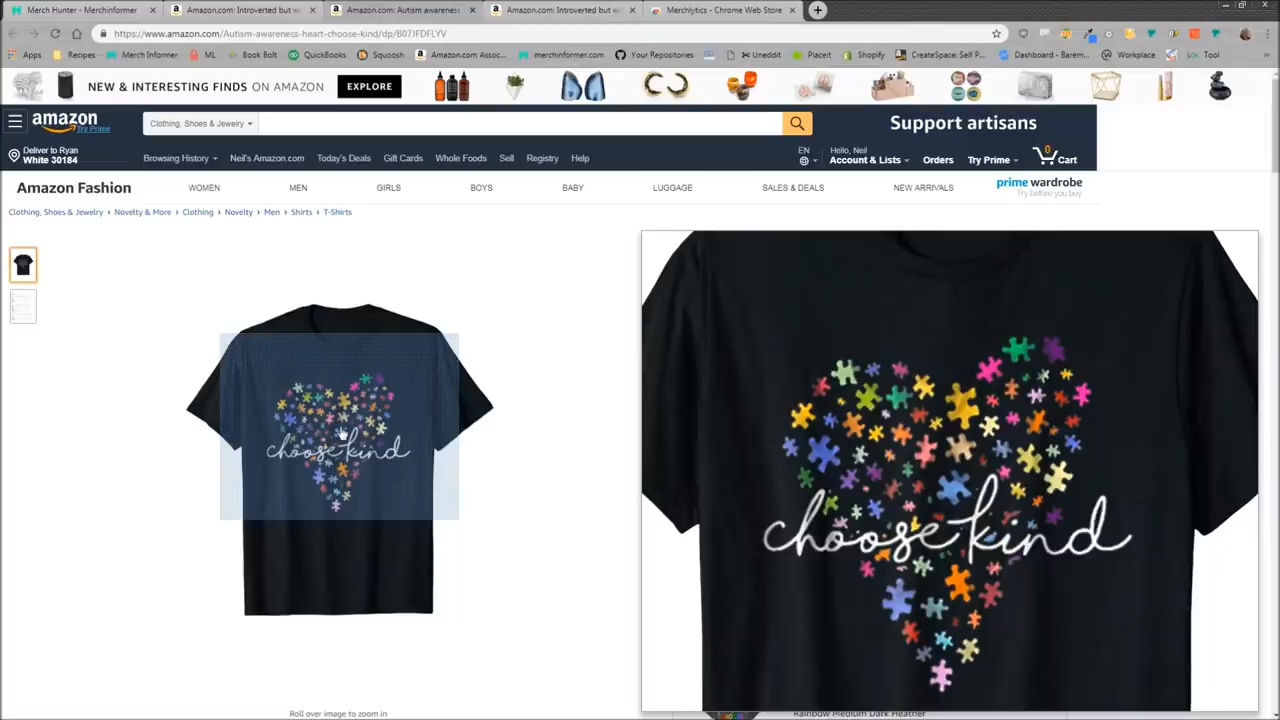 Merch Hunter - Merchinformer
Amazon.com: Introverted but w
Amazon.com: Autism awareness
Amazon.com: Introverted but w
Merchlytics - Chrome Web Store
https://www.amazon.com/Autism-awareness-heart-choose-kind/dp/B07JFDFLYV
Apps
Recipes
Merch Informer
ML
Book Bolt
QuickBooks
Squoosh
Amazon.com Assoc...
merchinformer.com
Your Repositories
Uneddit
Placeit
Shopify
CreateSpace: Self P...
Dashboard - Barem...
Workplace
Tool
NEW & INTERESTING FINDS ON AMAZON
EXPLORE
amazon
Try Prime
Clothing, Shoes & Jewelry
Support artisans
Deliver to Ryan
White 30184
Browsing History
Neil's Amazon.com
Today's Deals
Gift Cards
Whole Foods
Sell
Registry
Help
EN
Hello, Neil
Account & Lists
Orders
Try Prime
0
Cart
Amazon Fashion
WOMEN
MEN
GIRLS
BOYS
BABY
LUGGAGE
SALES & DEALS
NEW ARRIVALS
prime wardrobe
Try before you buy
Clothing, Shoes & Jewelry › Novelty & More › Clothing › Novelty › Men › Shirts › T-Shirts
choose kind
choose kind
Roll over image to zoom in
Rainbow Medium Dark Heather